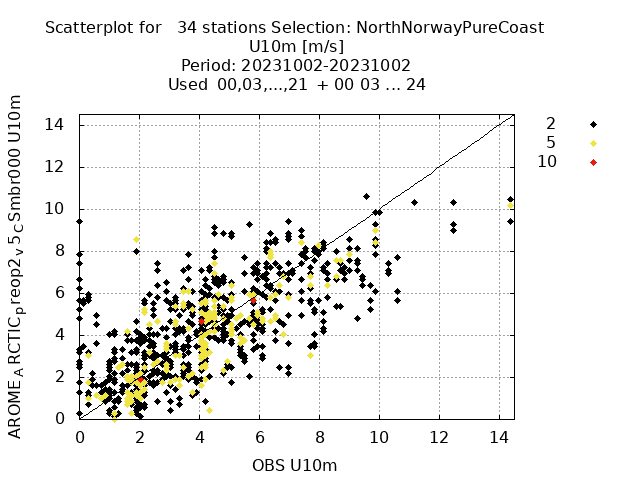 Scatterplot for 34 stations Selection: NorthNorwayPureCoast
U10m [m/s]
Period: 20231002-20231002
Used 00,03,...,21 + 00 03 ... 24
2
5
10
AROME_ARCTIC_preop2_v5_CSmbr000 U10m
14
12
10
8
6
4
2
0
0 2 4 6 8 10 12 14
OBS U10m